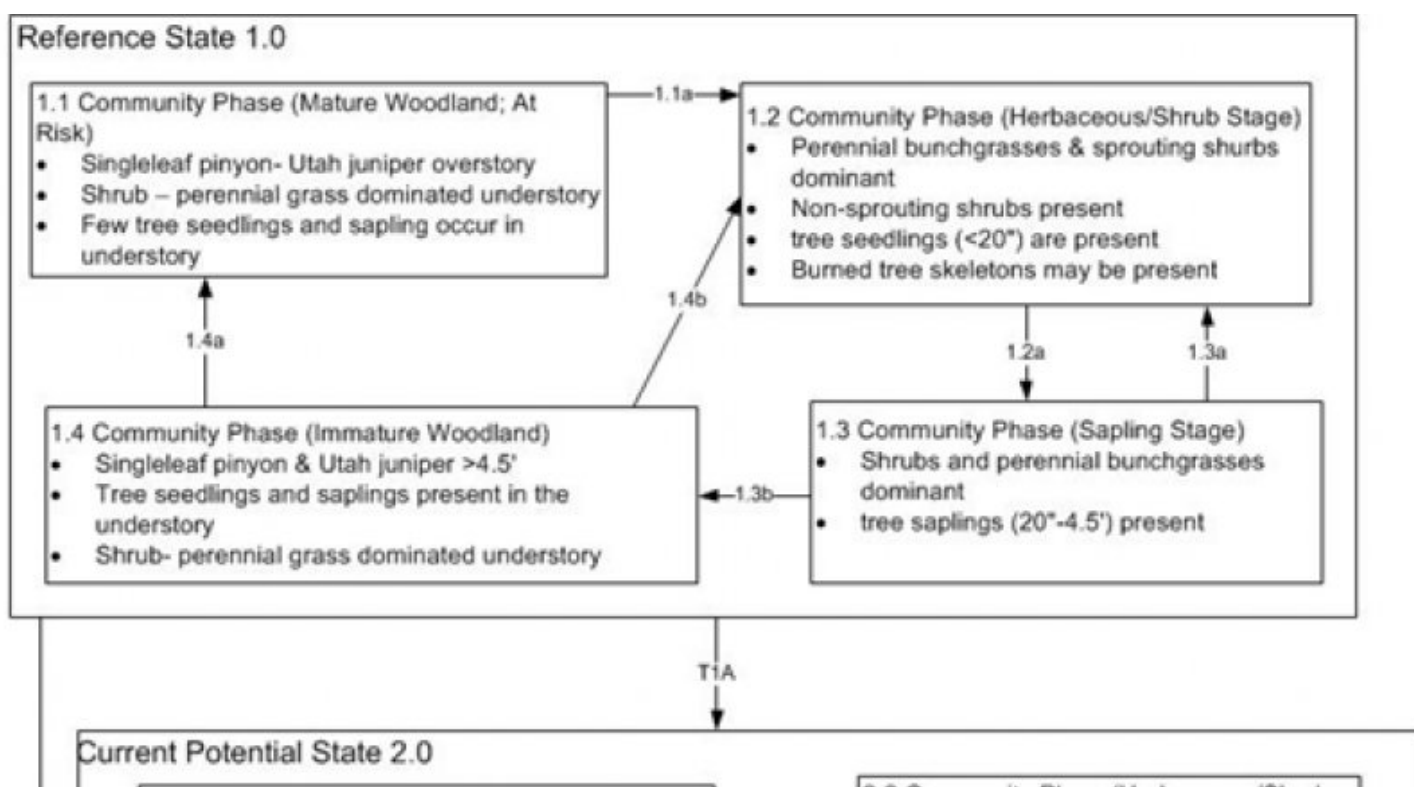 Reference State 1.0
1.1 Community Phase (Mature Woodland; At
Risk)
• Singleleaf pinyon- Utah juniper overstory
• Shrub – perennial grass dominated understory
• Few tree seedlings and sapling occur in
understory
1.1a
1.2 Community Phase (Herbaceous/Shrub Stage)
• Perennial bunchgrasses & sprouting shurbs
dominant
• Non-sprouting shrubs present
• tree seedlings (<20") are present
• Burned tree skeletons may be present
1.4a
1.4b
1.2a
1.3a
1.4 Community Phase (Immature Woodland)
• Singleleaf pinyon & Utah juniper >4.5'
• Tree seedlings and saplings present in the
understory
• Shrub- perennial grass dominated understory
1.3b
1.3 Community Phase (Sapling Stage)
• Shrubs and perennial bunchgrasses
dominant
• tree saplings (20"-4.5') present
T1A
Current Potential State 2.0